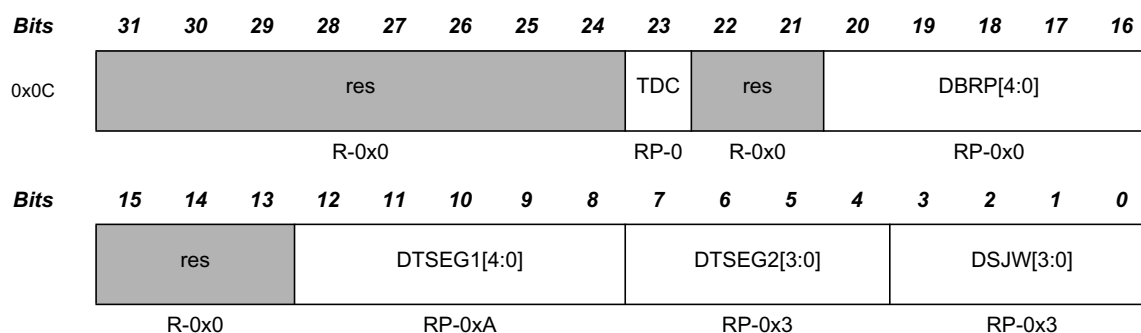 Bits 31 30 29 28 27 26 25 24 23 22 21 20 19 18 17 16
0x0C res TDC res DBRP[4:0]
R-0x0 RP-0 R-0x0 RP-0x0
Bits 15 14 13 12 11 10 9 8 7 6 5 4 3 2 1 0
res DTSEG1[4:0] DTSEG2[3:0] DSJW[3:0]
R-0x0 RP-0xA RP-0x3 RP-0x3